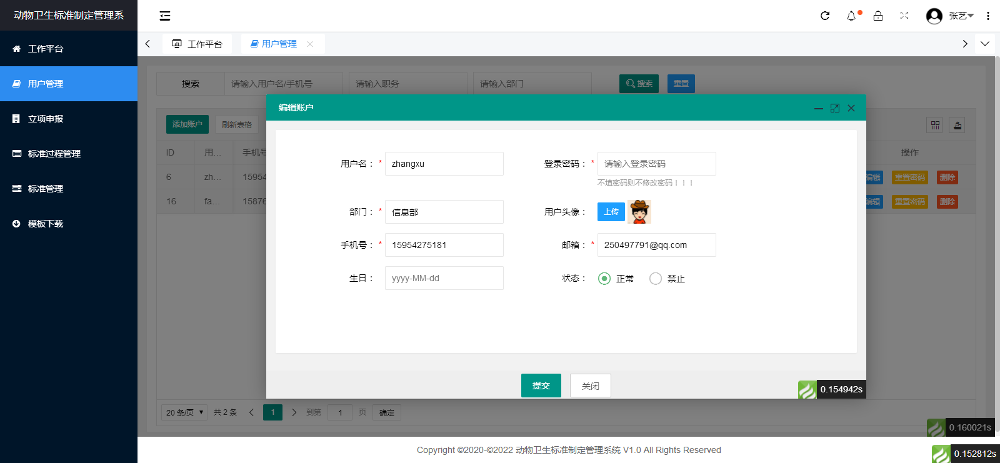 动物卫生标准制定管理系
张艺
工作平台
用户管理
立项申报
标准过程管理
标准管理
模板下载
工作平台
用户管理
搜索
请输入用户名/手机号
请输入职务
请输入部门
搜索
重置
添加账户
刷新表格
ID
用...
手机号
操作
6
zh...
15954
编辑
重置密码
删除
16
fa...
15876
编辑
重置密码
删除
编辑账户
用户名：
*
zhangxu
登录密码：
*
请输入登录密码
不填密码则不修改密码！！！
部门：
*
信息部
用户头像：
上传
手机号：
*
15954275181
邮箱：
*
250497791@qq.com
生日：
yyyy-MM-dd
状态：
正常
禁止
提交
关闭
0.154942s
20 条/页
共 2 条
1
到第
1
页
确定
0.160021s
Copyright ©2020-©2022 动物卫生标准制定管理系统 V1.0 All Rights Reserved
0.152812s